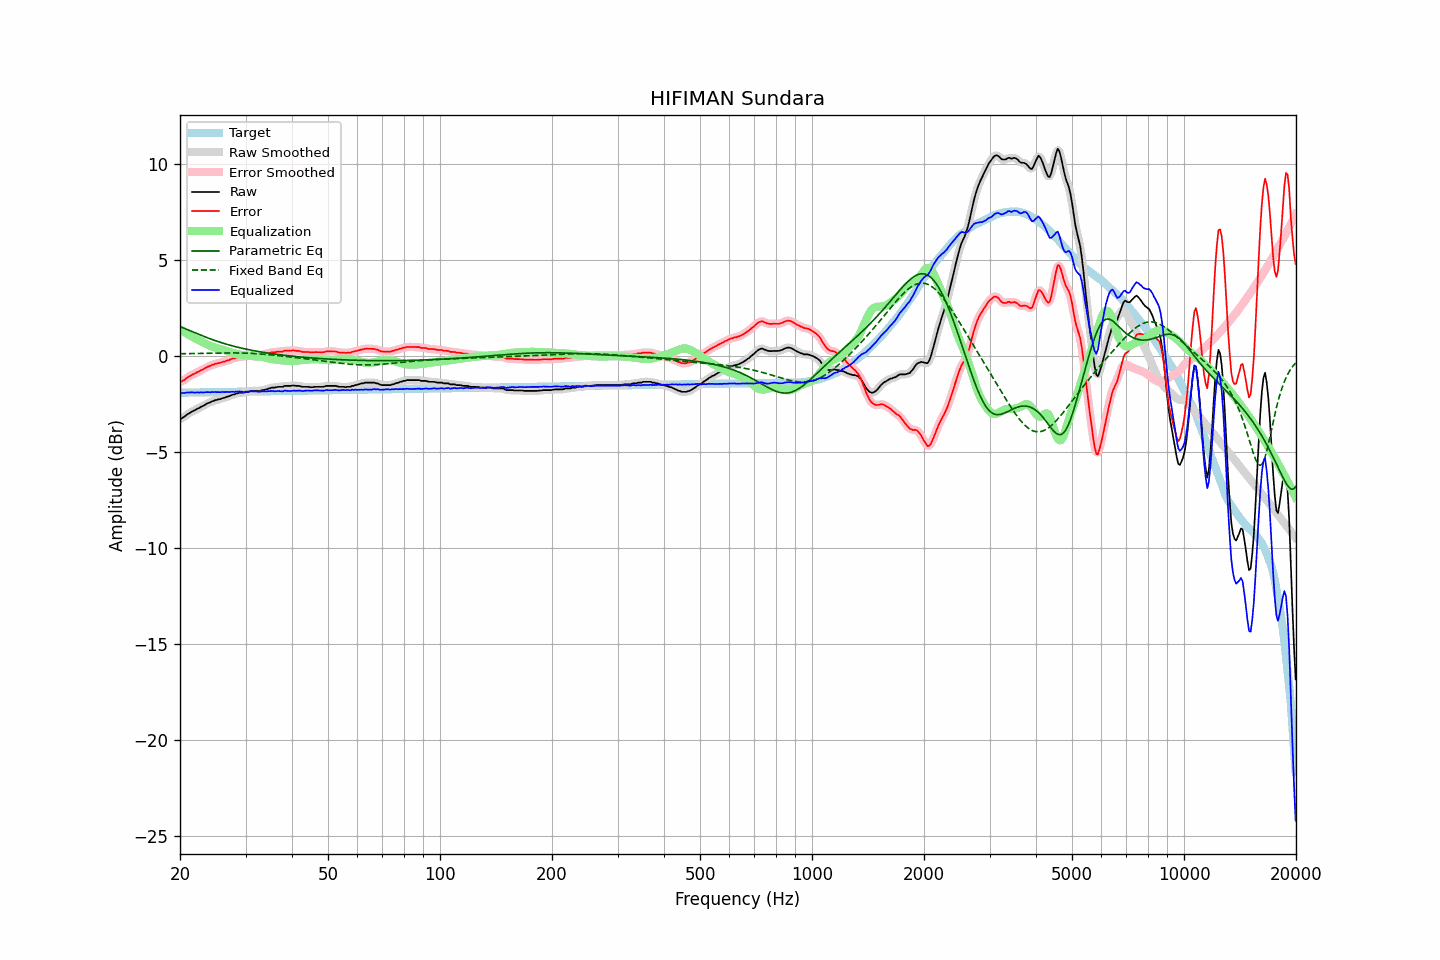 HIFIMAN Sundara
Target
Raw Smoothed
Error Smoothed
Raw
Error
Equalization
Parametric Eq
Fixed Band Eq
Equalized
10
5
0
−5
−10
−15
−20
−25
Amplitude (dBr)
20 50 100 200 500 1000 2000 5000 10000 20000
Frequency (Hz)